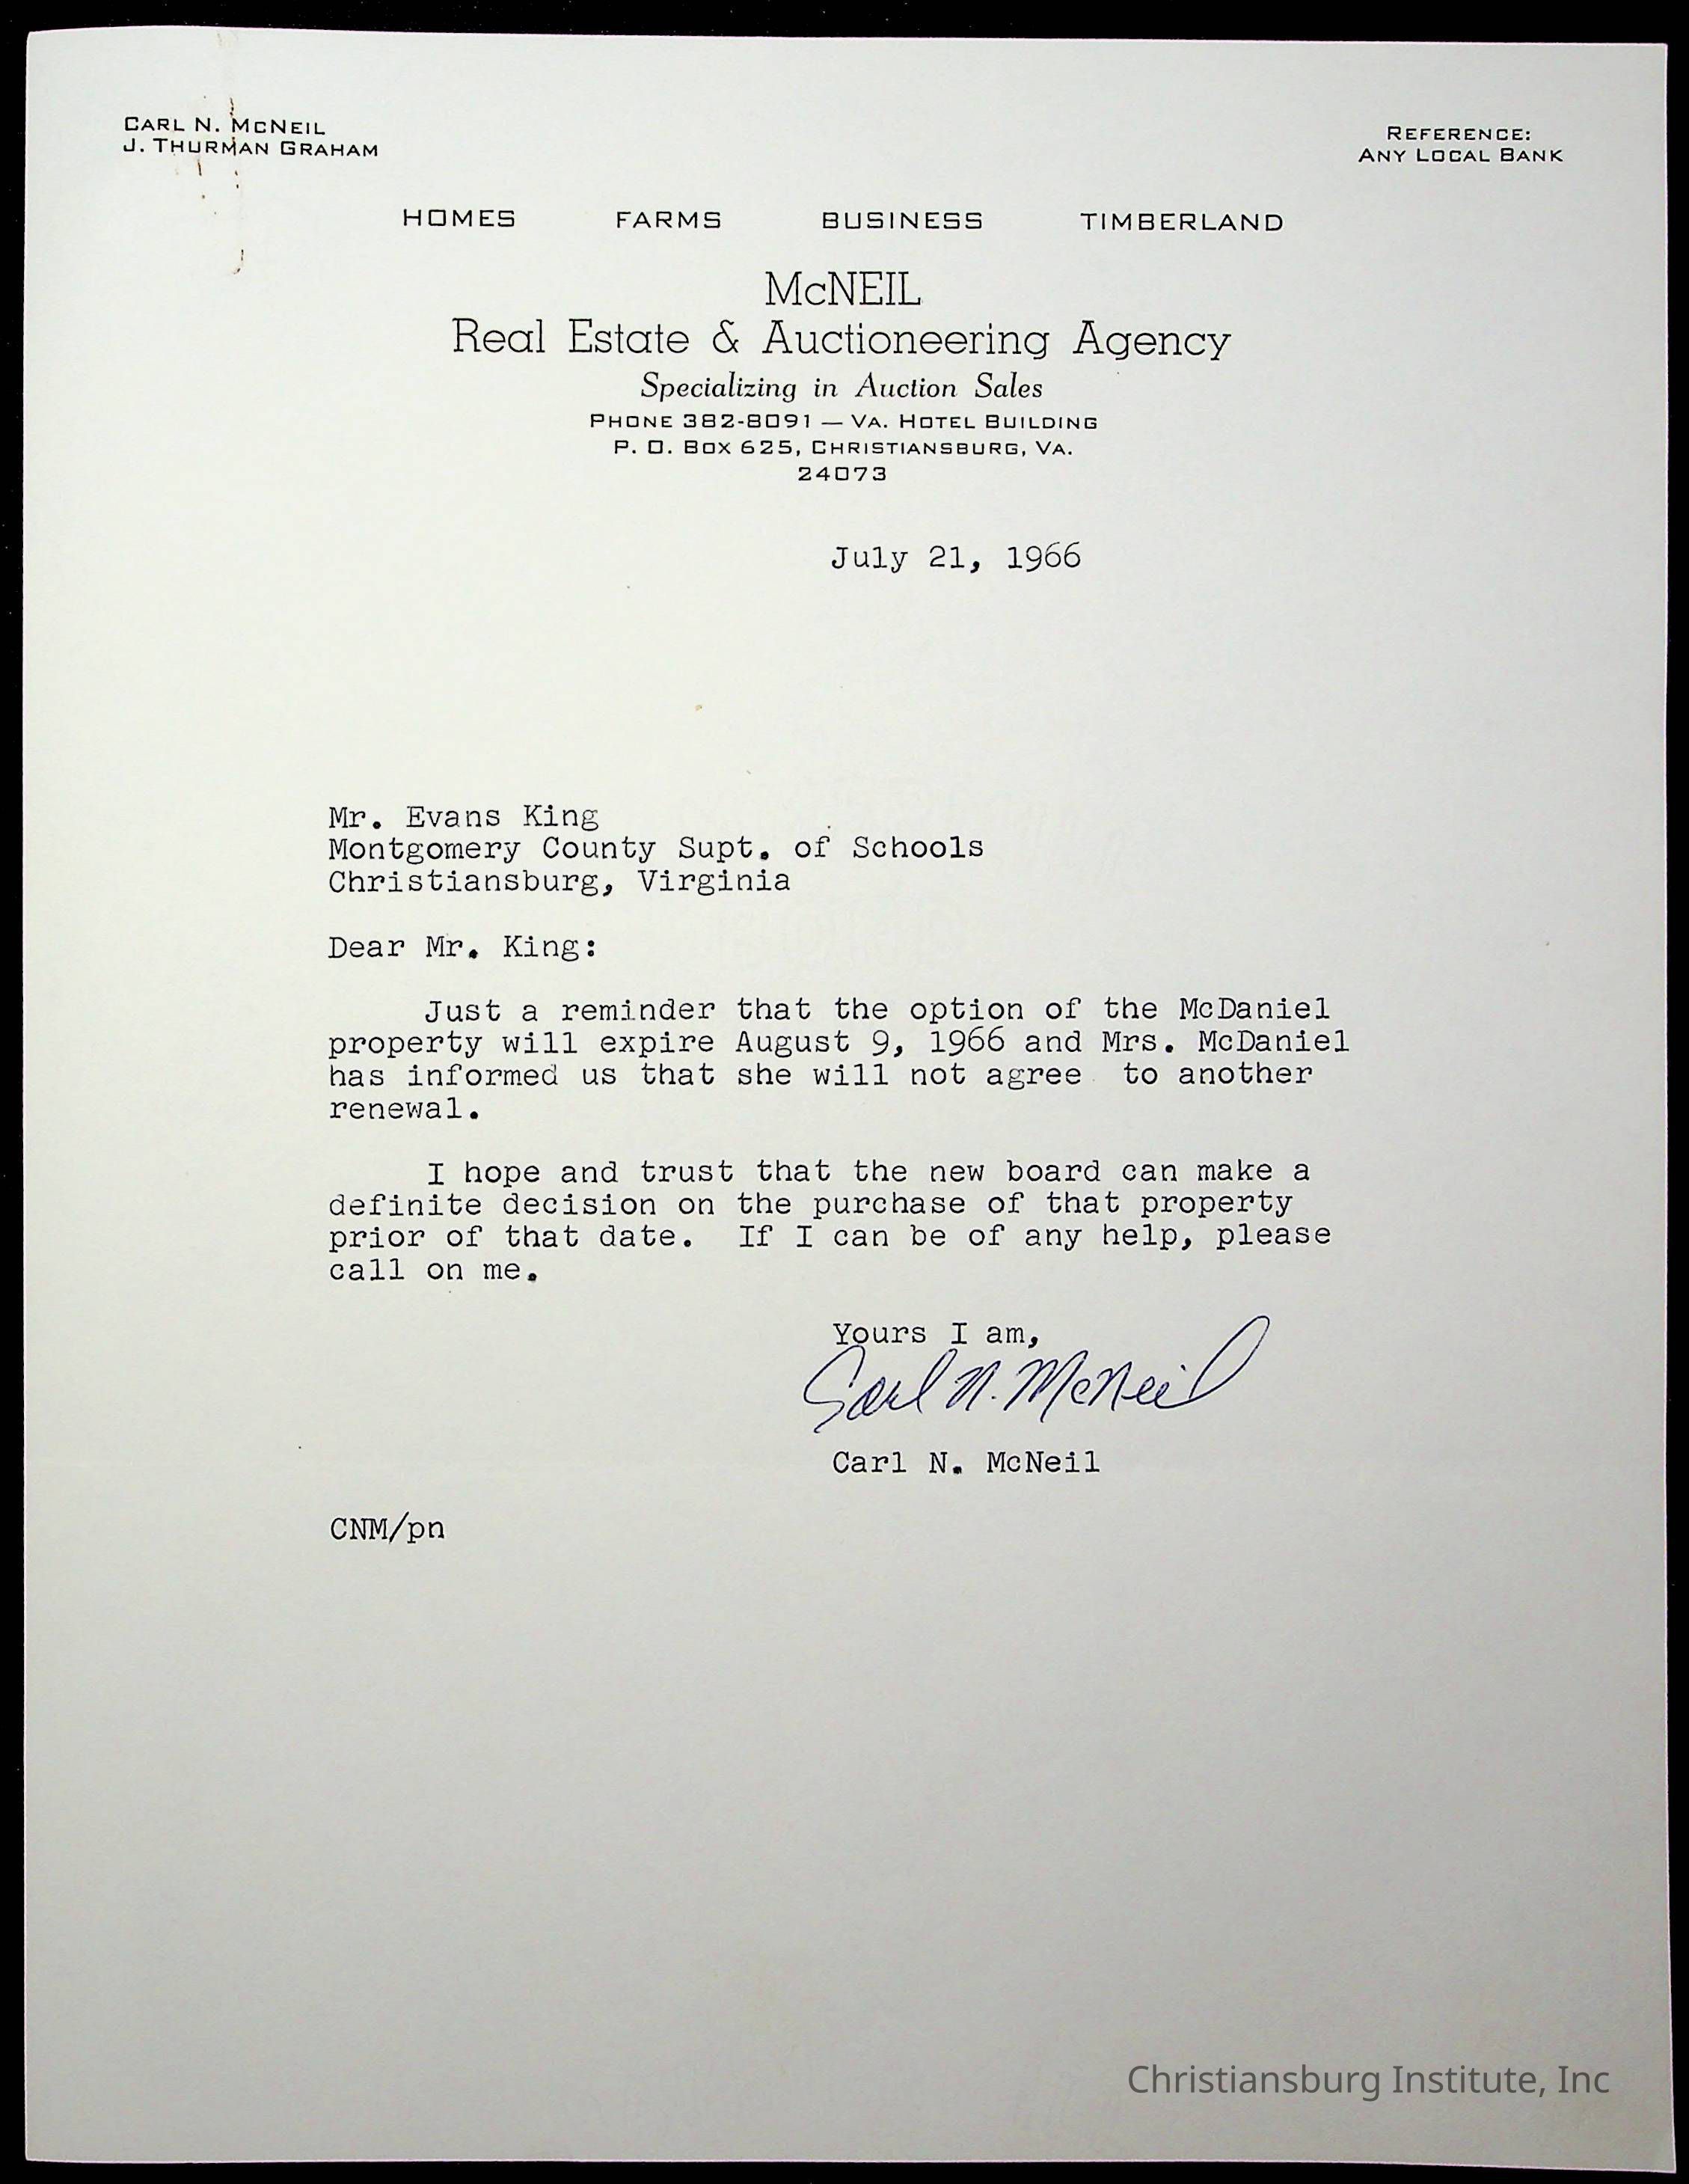 CARL N. MCNEIL
J. THURMAN GRAHAM
REFERENCE:
ANY LOCAL BANK
HOMES FARMS BUSINESS TIMBERLAND
McNEIL
Real Estate & Auctioneering Agency
Specializing in Auction Sales
PHONE 382-8091 — VA. HOTEL BUILDING
P. O. BOX 625, CHRISTIANSBURG, VA.
24073
July 21, 1966
Mr. Evans King
Montgomery County Supt. of Schools
Christiansburg, Virginia
Dear Mr. King:
Just a reminder that the option of the McDaniel
property will expire August 9, 1966 and Mrs. McDaniel
has informed us that she will not agree to another
renewal.
I hope and trust that the new board can make a
definite decision on the purchase of that property
prior of that date. If I can be of any help, please
call on me.
Yours I am,
Carl N. McNeil
Carl N. McNeil
CNM/pn
Christiansburg Institute, Inc